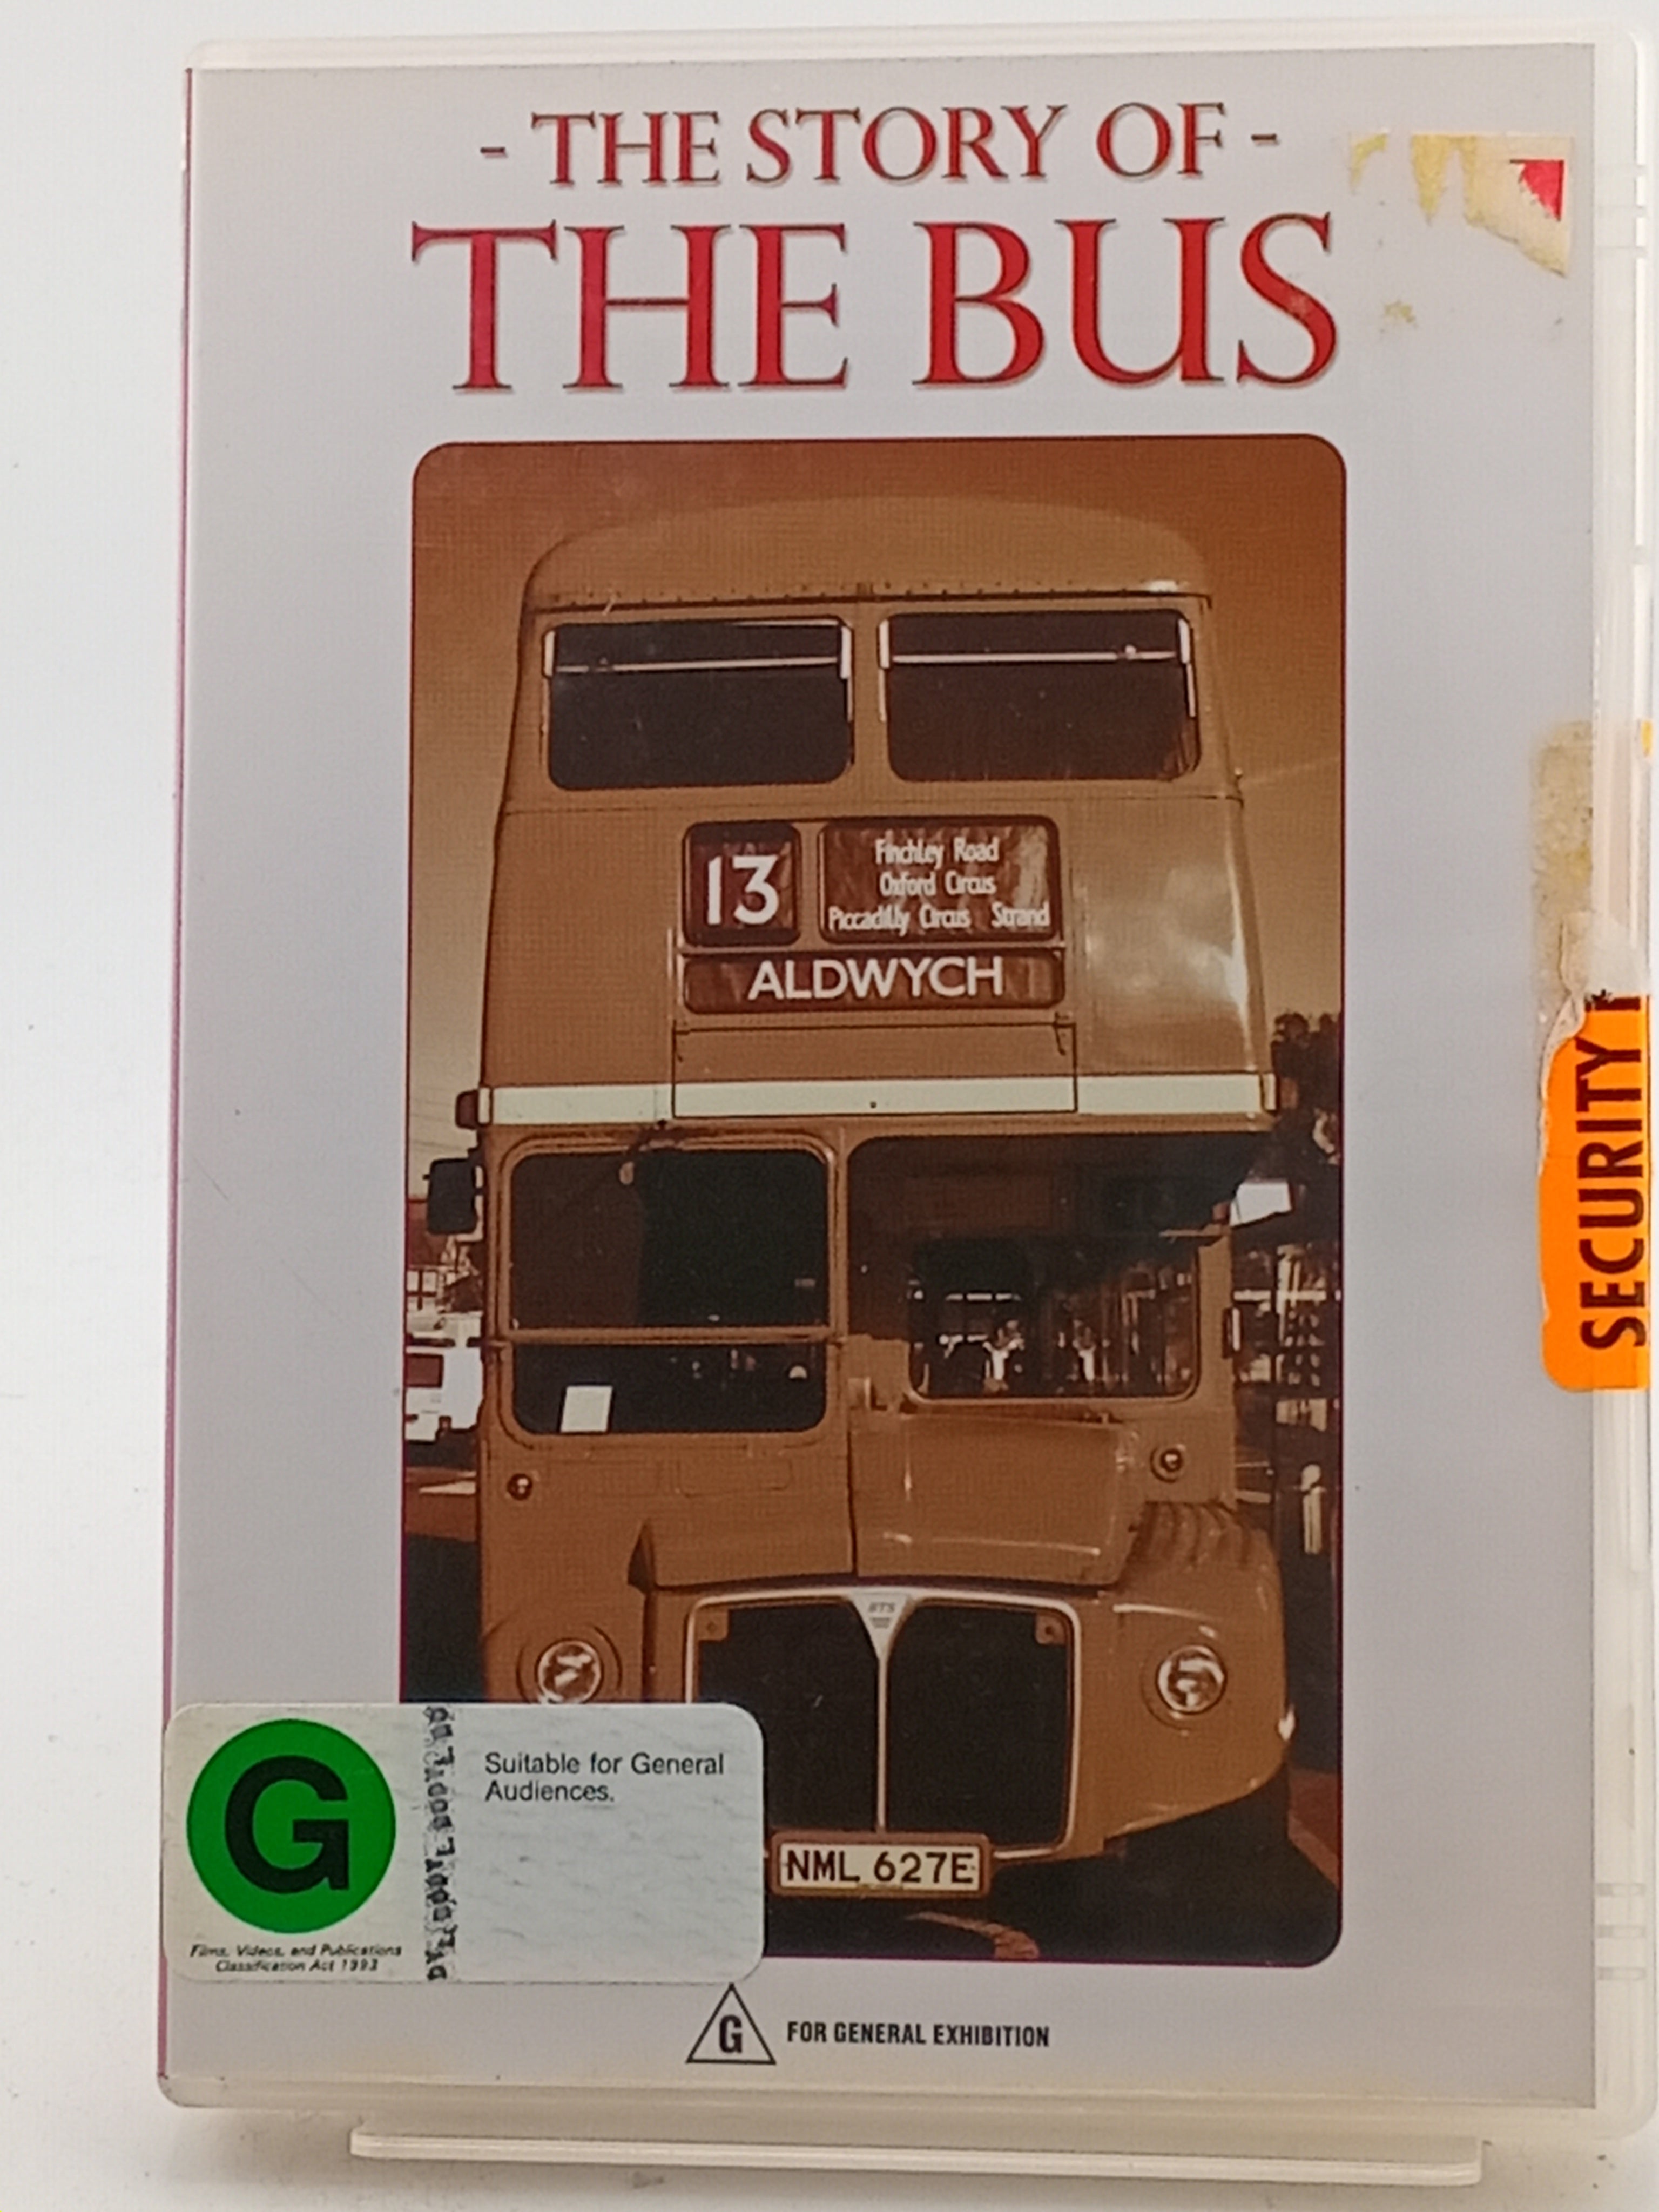 - THE STORY OF -
THE BUS
13
Finchley Road
Oxford Circus
Piccadilly Circus Strand
ALDWYCH
SECURITY
NML 627E
G
Suitable for General
Audiences.
Films, Videos, and Publications
Classification Act 1993
G
FOR GENERAL EXHIBITION